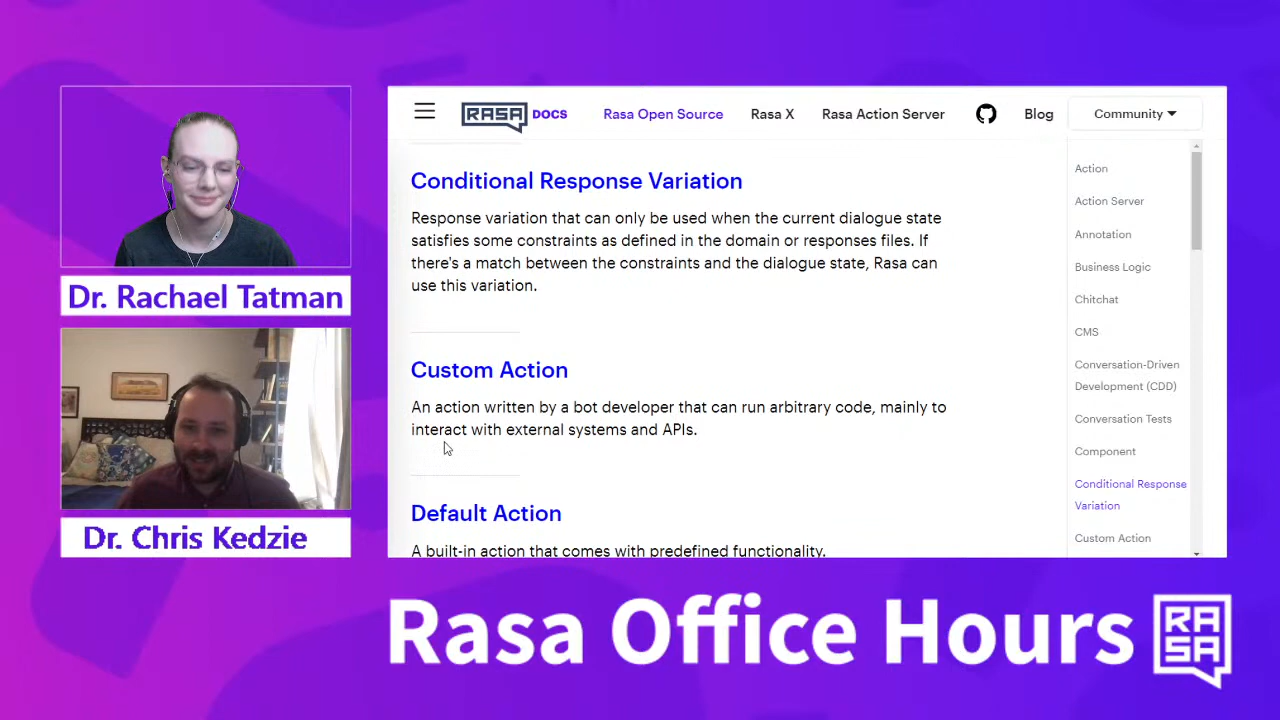 Dr. Rachael Tatman
Dr. Chris Kedzie
RASA DOCS
Rasa Open Source
Rasa X
Rasa Action Server
Blog
Community
Conditional Response Variation
Response variation that can only be used when the current dialogue state
satisfies some constraints as defined in the domain or responses files. If
there's a match between the constraints and the dialogue state, Rasa can
use this variation.
Custom Action
An action written by a bot developer that can run arbitrary code, mainly to
interact with external systems and APIs.
Default Action
A built-in action that comes with predefined functionality.
Action
Action Server
Annotation
Business Logic
Chitchat
CMS
Conversation-Driven
Development (CDD)
Conversation Tests
Component
Conditional Response
Variation
Custom Action
Rasa Office Hours
RA
SA